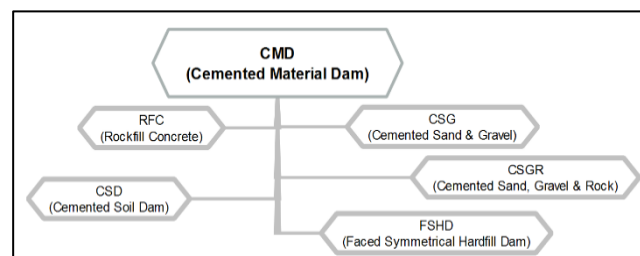 CMD
(Cemented Material Dam)
RFC
(Rockfill Concrete)
CSG
(Cemented Sand & Gravel)
CSGR
(Cemented Sand, Gravel & Rock)
CSD
(Cemented Soil Dam)
FSHD
(Faced Symmetrical Hardfill Dam)